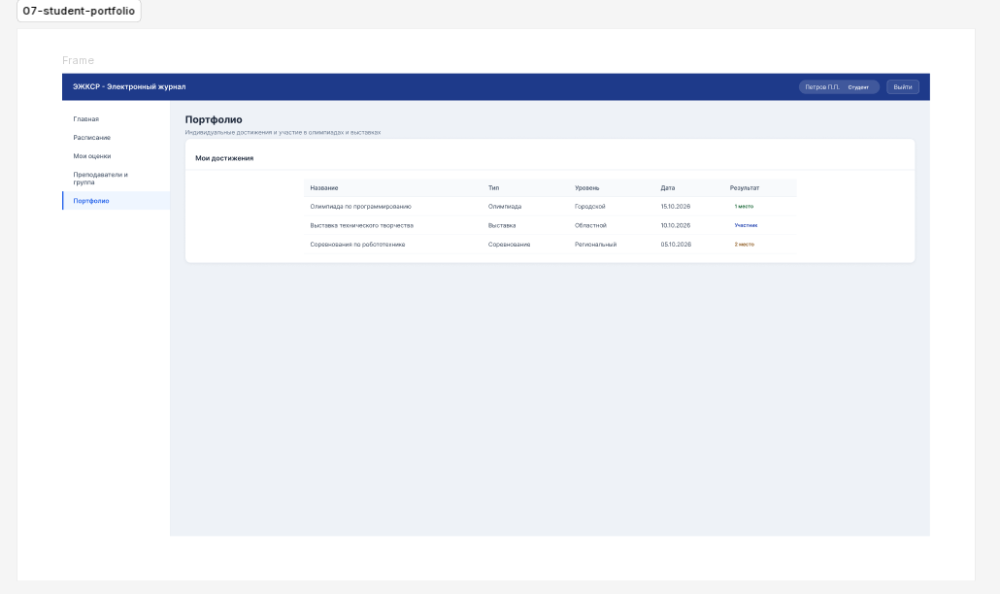 07-student-portfolio
Frame
ЭЖКСР - Электронный журнал
Петров П.П. Студент Выйти
Главная
Расписание
Мои оценки
Преподаватели и
группа
Портфолио
Портфолио
Индивидуальные достижения и участие в олимпиадах и выставках
Мои достижения
Название Тип Уровень Дата Результат
Олимпиада по программированию Олимпиада Городской 15.10.2026 1 место
Выставка технического творчества Выставка Областной 10.10.2026 Участник
Соревнования по робототехнике Соревнование Региональный 05.10.2026 2 место